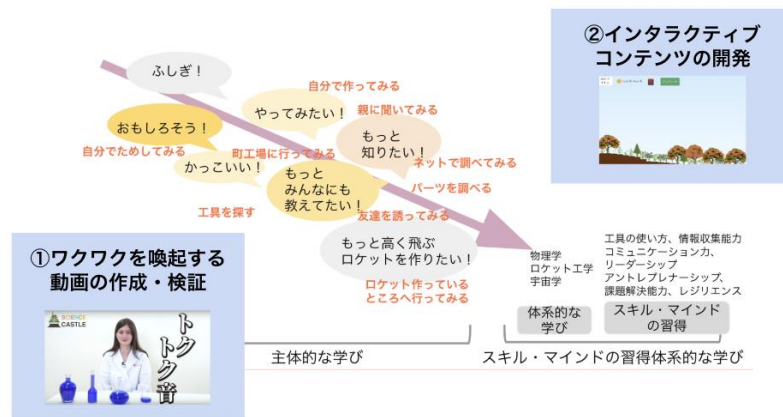 ②インタラクティブ
コンテンツの開発
ふしぎ！
自分で作ってみる
やってみたい！
親に聞いてみる
おもしろそう！
もっと
知りたい！
自分でためしてみる
町工場に行ってみる
ネットで調べてみる
かっこいい！
もっと
みんなにも
教えてたい！
パーツを調べる
工具を探す
友達を誘ってみる
もっと高く飛ぶ
ロケットを作りたい！
ロケット作っている
ところへ行ってみる
①ワクワクを喚起する
動画の作成・検証
SCIENCE
CASTLE
トク
トク音
物理学
ロケット工学
宇宙学
工具の使い方、情報収集能力
コミュニケーション力、
リーダーシップ
アントレプレナーシップ、
課題解決能力、レジリエンス
体系的な
学び
スキル・マインド
の習得
主体的な学び
スキル・マインドの習得体系的な学び